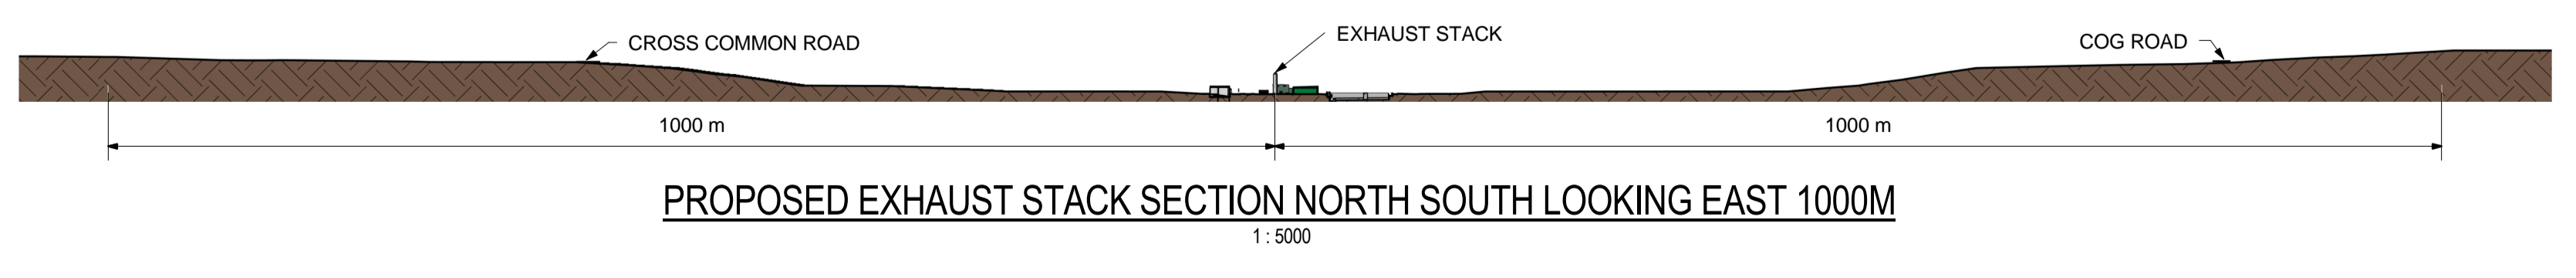 CROSS COMMON ROAD
EXHAUST STACK
COG ROAD
1000 m
1000 m
PROPOSED EXHAUST STACK SECTION NORTH SOUTH LOOKING EAST 1000M
1 : 5000